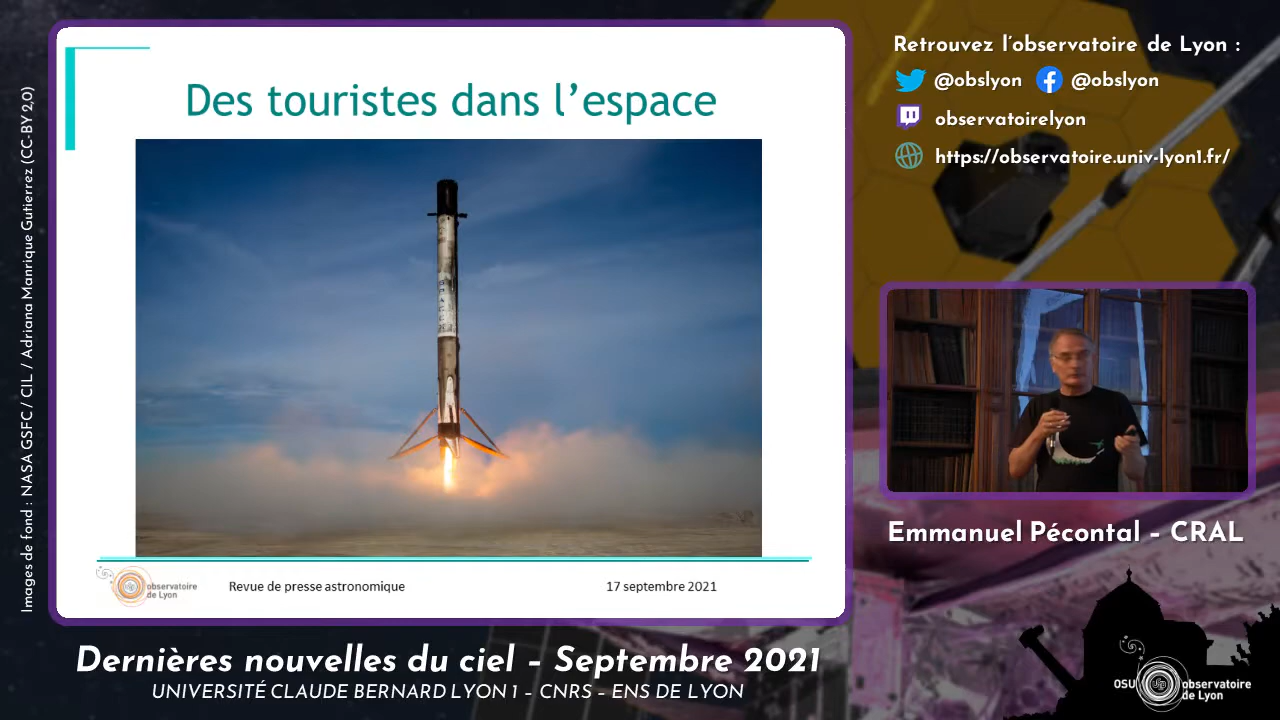 Images de fond : NASA GSFC / CIL / Adriana Manrique Gutierrez (CC-BY 2,0)
Des touristes dans l'espace
observatoire
de Lyon
Revue de presse astronomique
17 septembre 2021
Dernières nouvelles du ciel – Septembre 2021
UNIVERSITÉ CLAUDE BERNARD LYON 1 – CNRS – ENS DE LYON
Retrouvez l'observatoire de Lyon :
@obslyon @obslyon
observatoirelyon
https://observatoire.univ-lyon1.fr/
Emmanuel Pécontal – CRAL
OSU observatoire
de Lyon